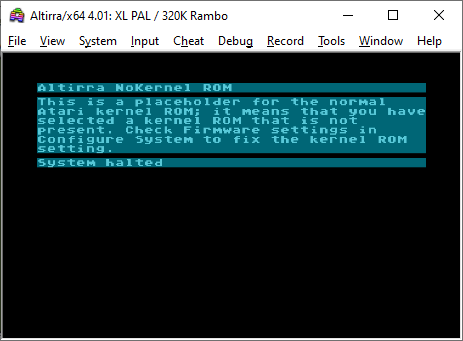 Altirra/x64 4.01: XL PAL / 320K Rambo
File View System Input Cheat Debug Record Tools Window Help
Altirra NoKernel ROM
This is a placeholder for the normal
Atari kernel ROM; it means that you have
selected a kernel ROM that is not
present. Check Firmware settings in
Configure System to fix the kernel ROM
setting.
System halted